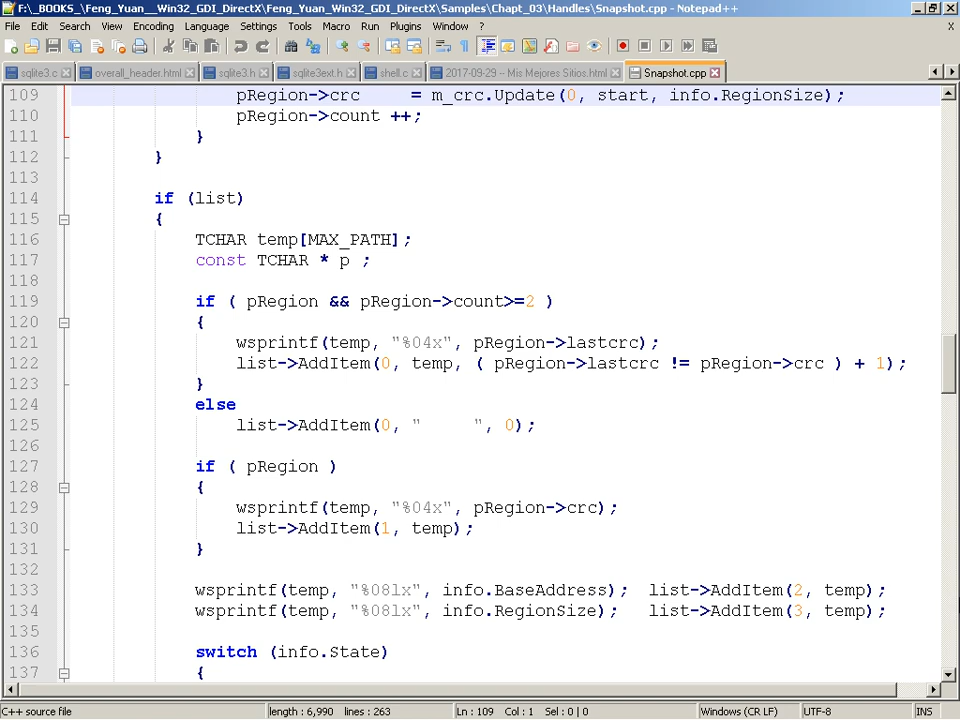 F:\_BOOKS_\Feng_Yuan__Win32_GDI_DirectX\Feng_Yuan_Win32_GDI_DirectX\Samples\Chapt_03\Handles\Snapshot.cpp - Notepad++
File Edit Search View Encoding Language Settings Tools Macro Run Plugins Window ? X
sqlite3.c overall_header.html sqlite3.h sqlite3ext.h shell.c 2017-09-29 -- Mis Mejores Sitios.html Snapshot.cpp
109 pRegion->crc = m_crc.Update(0, start, info.RegionSize);
110 pRegion->count ++;
111 }
112 }
113
114 if (list)
115 {
116 TCHAR temp[MAX_PATH];
117 const TCHAR * p ;
118
119 if ( pRegion && pRegion->count>=2 )
120 {
121 wsprintf(temp, "%04x", pRegion->lastcrc);
122 list->AddItem(0, temp, ( pRegion->lastcrc != pRegion->crc ) + 1);
123 }
124 else
125 list->AddItem(0, "     ", 0);
126
127 if ( pRegion )
128 {
129 wsprintf(temp, "%04x", pRegion->crc);
130 list->AddItem(1, temp);
131 }
132
133 wsprintf(temp, "%08lx", info.BaseAddress);  list->AddItem(2, temp);
134 wsprintf(temp, "%08lx", info.RegionSize);   list->AddItem(3, temp);
135
136 switch (info.State)
137 {
C++ source file length : 6,990 lines : 263 Ln : 109 Col : 1 Sel : 0 | 0 Windows (CR LF) UTF-8 INS